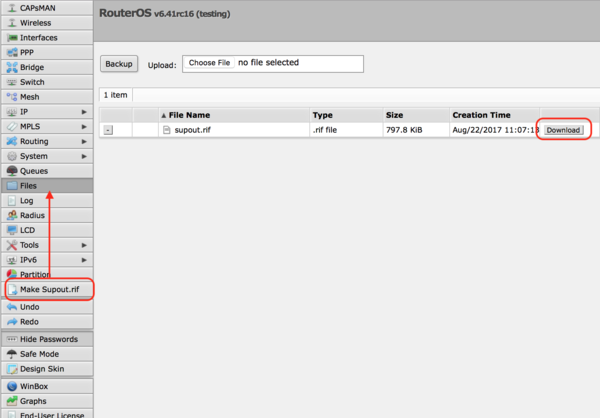 CAPsMAN
Wireless
Interfaces
PPP
Bridge
Switch
Mesh
IP
MPLS
Routing
System
Queues
Files
Log
Radius
LCD
Tools
IPv6
Partition
Make Supout.rif
Undo
Redo
Hide Passwords
Safe Mode
Design Skin
WinBox
Graphs
End-User License
RouterOS v6.41rc16 (testing)
Backup Upload: Choose File no file selected
1 item
▲ File Name Type Size Creation Time
- supout.rif .rif file 797.8 KiB Aug/22/2017 11:07:13 Download